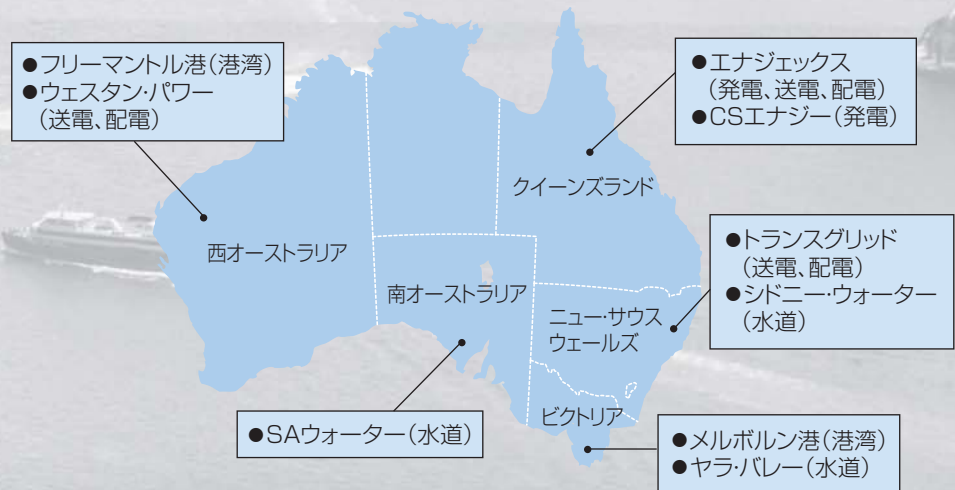 ●フリーマントル港(港湾)
●ウェスタン・パワー
(送電、配電)
●エナジェックス
(発電、送電、配電)
●CSエナジー(発電)
クイーンズランド
西オーストラリア
南オーストラリア
ニュー・サウス
ウェールズ
●トランスグリッド
(送電、配電)
●シドニー・ウォーター
(水道)
ビクトリア
●SAウォーター(水道)
●メルボルン港(港湾)
●ヤラ・バレー(水道)